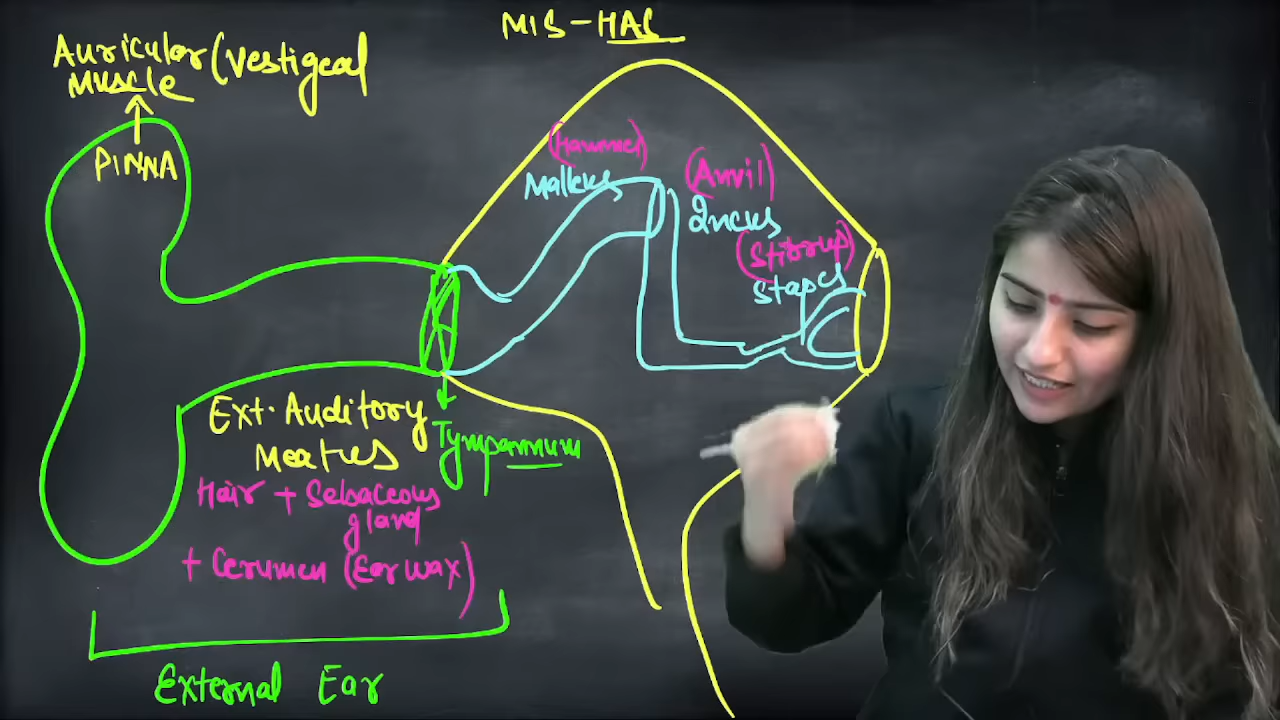 MIS-HAS
Auricular (Vestigeal
Muscle
PINNA
(Hammer)
Malleus
(Anvil)
Incus
(Stirrup)
Stapes
Ext. Auditory
Meatus
Tympannum
Hair + Sebaceous
gland
+ Cerumen (Ear wax)
External Ear